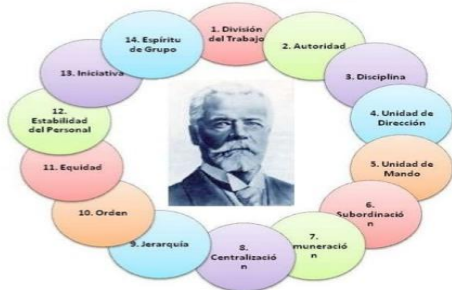 1. División
del Trabajo
2. Autoridad
3. Disciplina
4. Unidad de
Dirección
5. Unidad de
Mando
6.
Subordinació
n
7.
muneració
n
8.
Centralizació
n
9. Jerarquía
10. Orden
11. Equidad
12.
Estabilidad
del Personal
13. Iniciativa
14. Espíritu
de Grupo